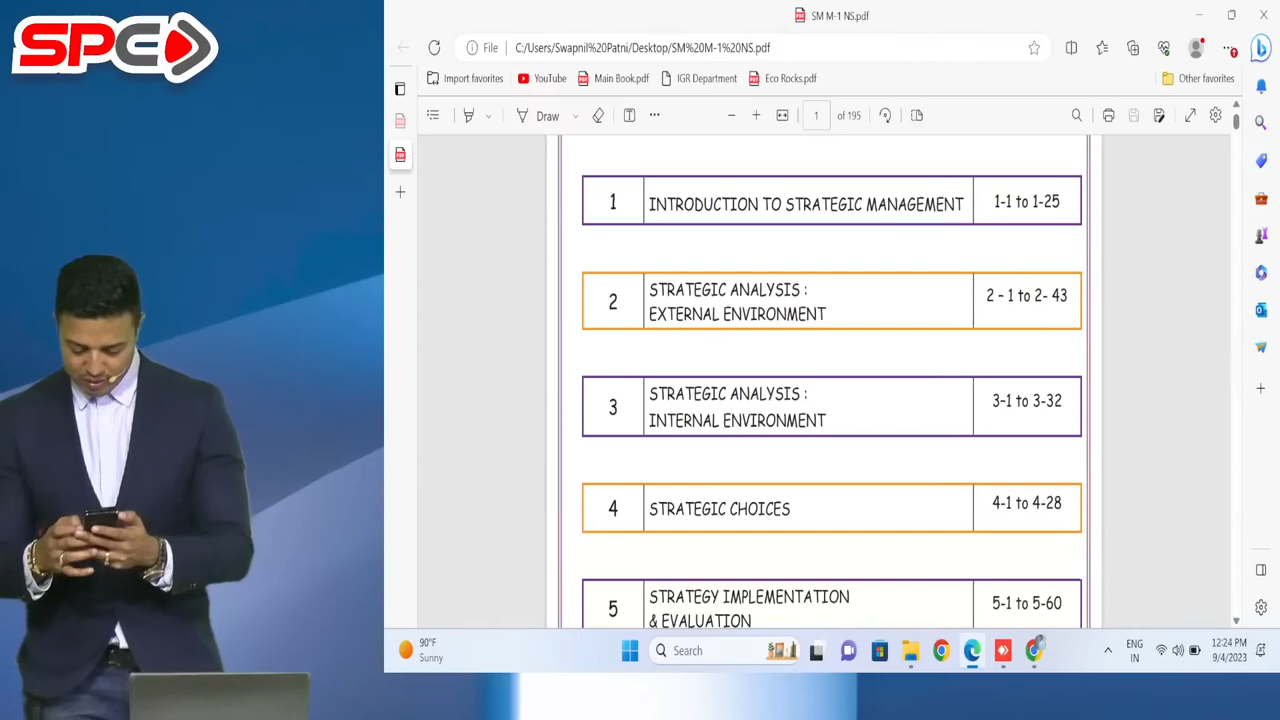 SPC
SM M-1 NS.pdf
File
C:/Users/Swapnil%20Patni/Desktop/SM%20M-1%20NS.pdf
Import favorites
YouTube
Main Book.pdf
IGR Department
Eco Rocks.pdf
Other favorites
Draw
1
of 195
1 INTRODUCTION TO STRATEGIC MANAGEMENT 1-1 to 1-25
2 STRATEGIC ANALYSIS : 2 – 1 to 2- 43
EXTERNAL ENVIRONMENT
3 STRATEGIC ANALYSIS : 3-1 to 3-32
INTERNAL ENVIRONMENT
4 STRATEGIC CHOICES 4-1 to 4-28
5 STRATEGY IMPLEMENTATION 5-1 to 5-60
& EVALUATION
90°F
Sunny
Search
ENG
IN
12:24 PM
9/4/2023